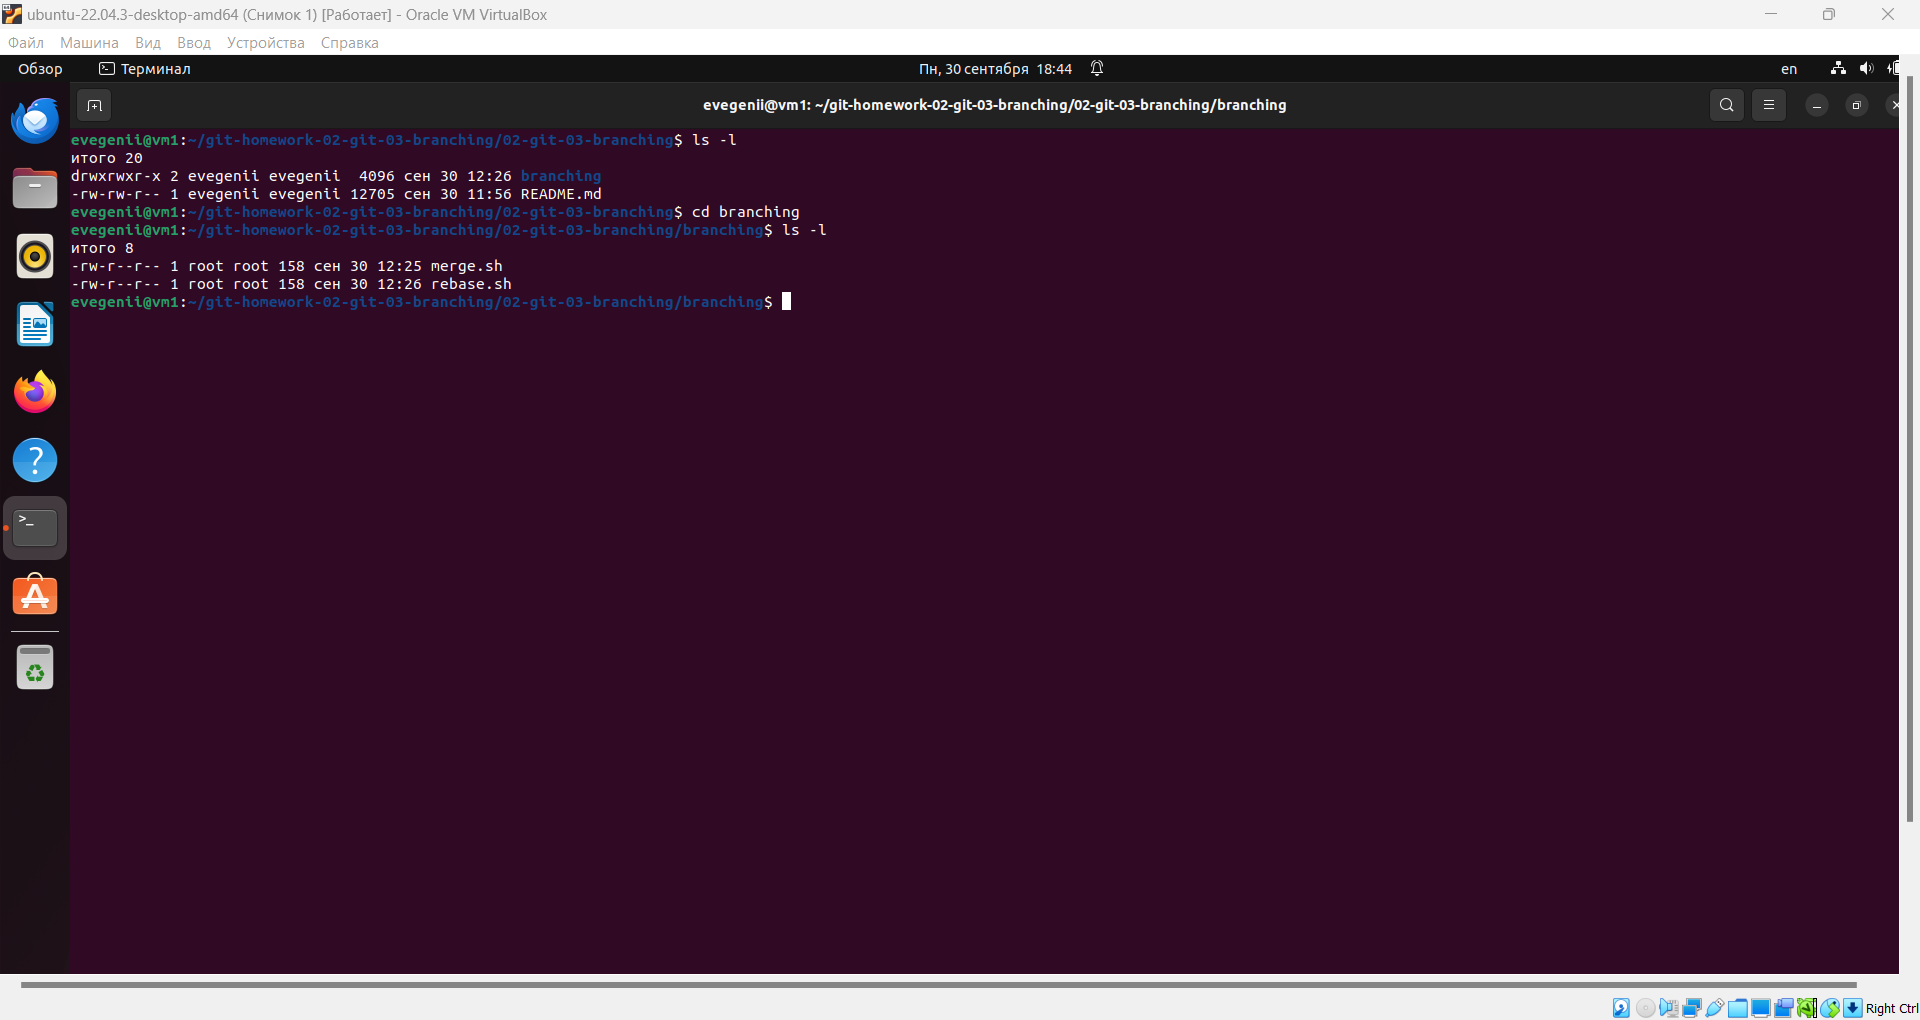 ubuntu-22.04.3-desktop-amd64 (Снимок 1) [Работает] - Oracle VM VirtualBox
Файл Машина Вид Ввод Устройства Справка
Обзор Терминал Пн, 30 сентября 18:44 en
evegenii@vm1: ~/git-homework-02-git-03-branching/02-git-03-branching/branching
evegenii@vm1:~/git-homework-02-git-03-branching/02-git-03-branching$ ls -l
итого 20
drwxrwxr-x 2 evegenii evegenii  4096 сен 30 12:26 branching
-rw-rw-r-- 1 evegenii evegenii 12705 сен 30 11:56 README.md
evegenii@vm1:~/git-homework-02-git-03-branching/02-git-03-branching$ cd branching
evegenii@vm1:~/git-homework-02-git-03-branching/02-git-03-branching/branching$ ls -l
итого 8
-rw-r--r-- 1 root root 158 сен 30 12:25 merge.sh
-rw-r--r-- 1 root root 158 сен 30 12:26 rebase.sh
evegenii@vm1:~/git-homework-02-git-03-branching/02-git-03-branching/branching$
Right Ctrl